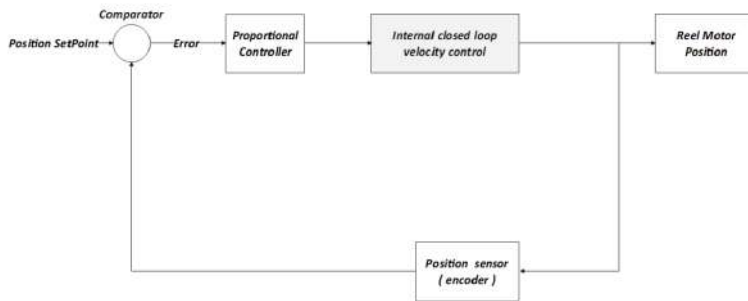 Comparator
Position SetPoint
Error
Proportional
Controller
Internal closed loop
velocity control
Reel Motor
Position
Position sensor
( encoder )